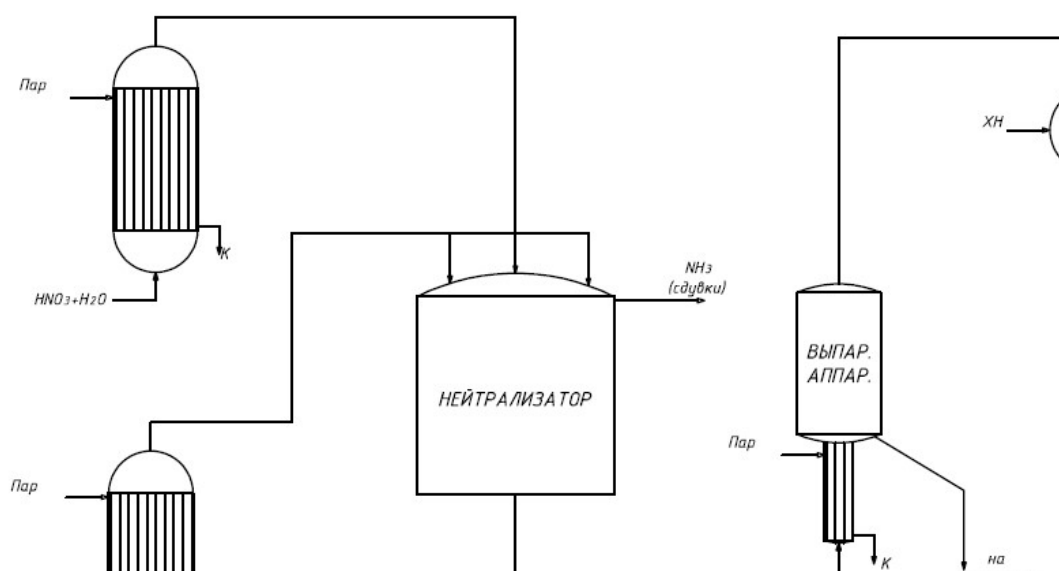 Пар
К
HNO3+H2O
NH3
(сдувки)
НЕЙТРАЛИЗАТОР
Пар
ХН
ВЫПАР.
АППАР.
Пар
К
на